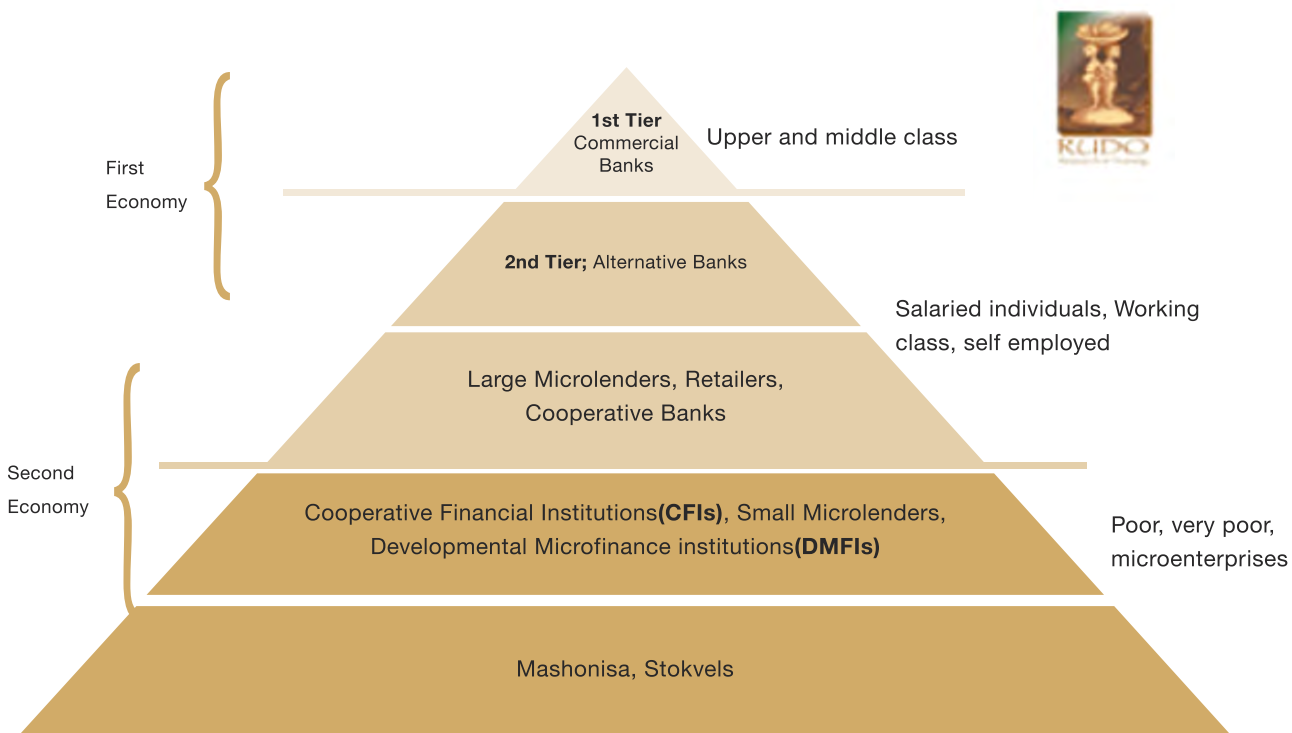 1st Tier
Commercial
Banks
Upper and middle class
RUDO
First
Economy
2nd Tier; Alternative Banks
Salaried individuals, Working
class, self employed
Large Microlenders, Retailers,
Cooperative Banks
Second
Economy
Cooperative Financial Institutions(CFIs), Small Microlenders,
Developmental Microfinance institutions(DMFIs)
Poor, very poor,
microenterprises
Mashonisa, Stokvels